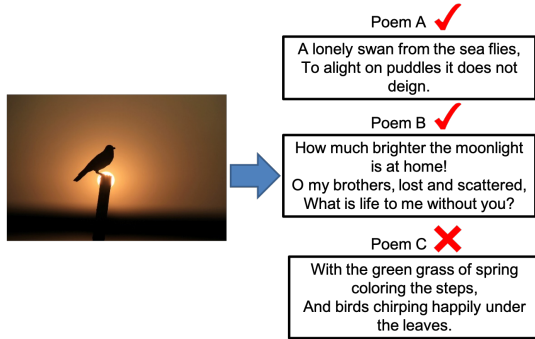 Poem A
A lonely swan from the sea flies,
To alight on puddles it does not
deign.
Poem B
How much brighter the moonlight
is at home!
O my brothers, lost and scattered,
What is life to me without you?
Poem C
With the green grass of spring
coloring the steps,
And birds chirping happily under
the leaves.